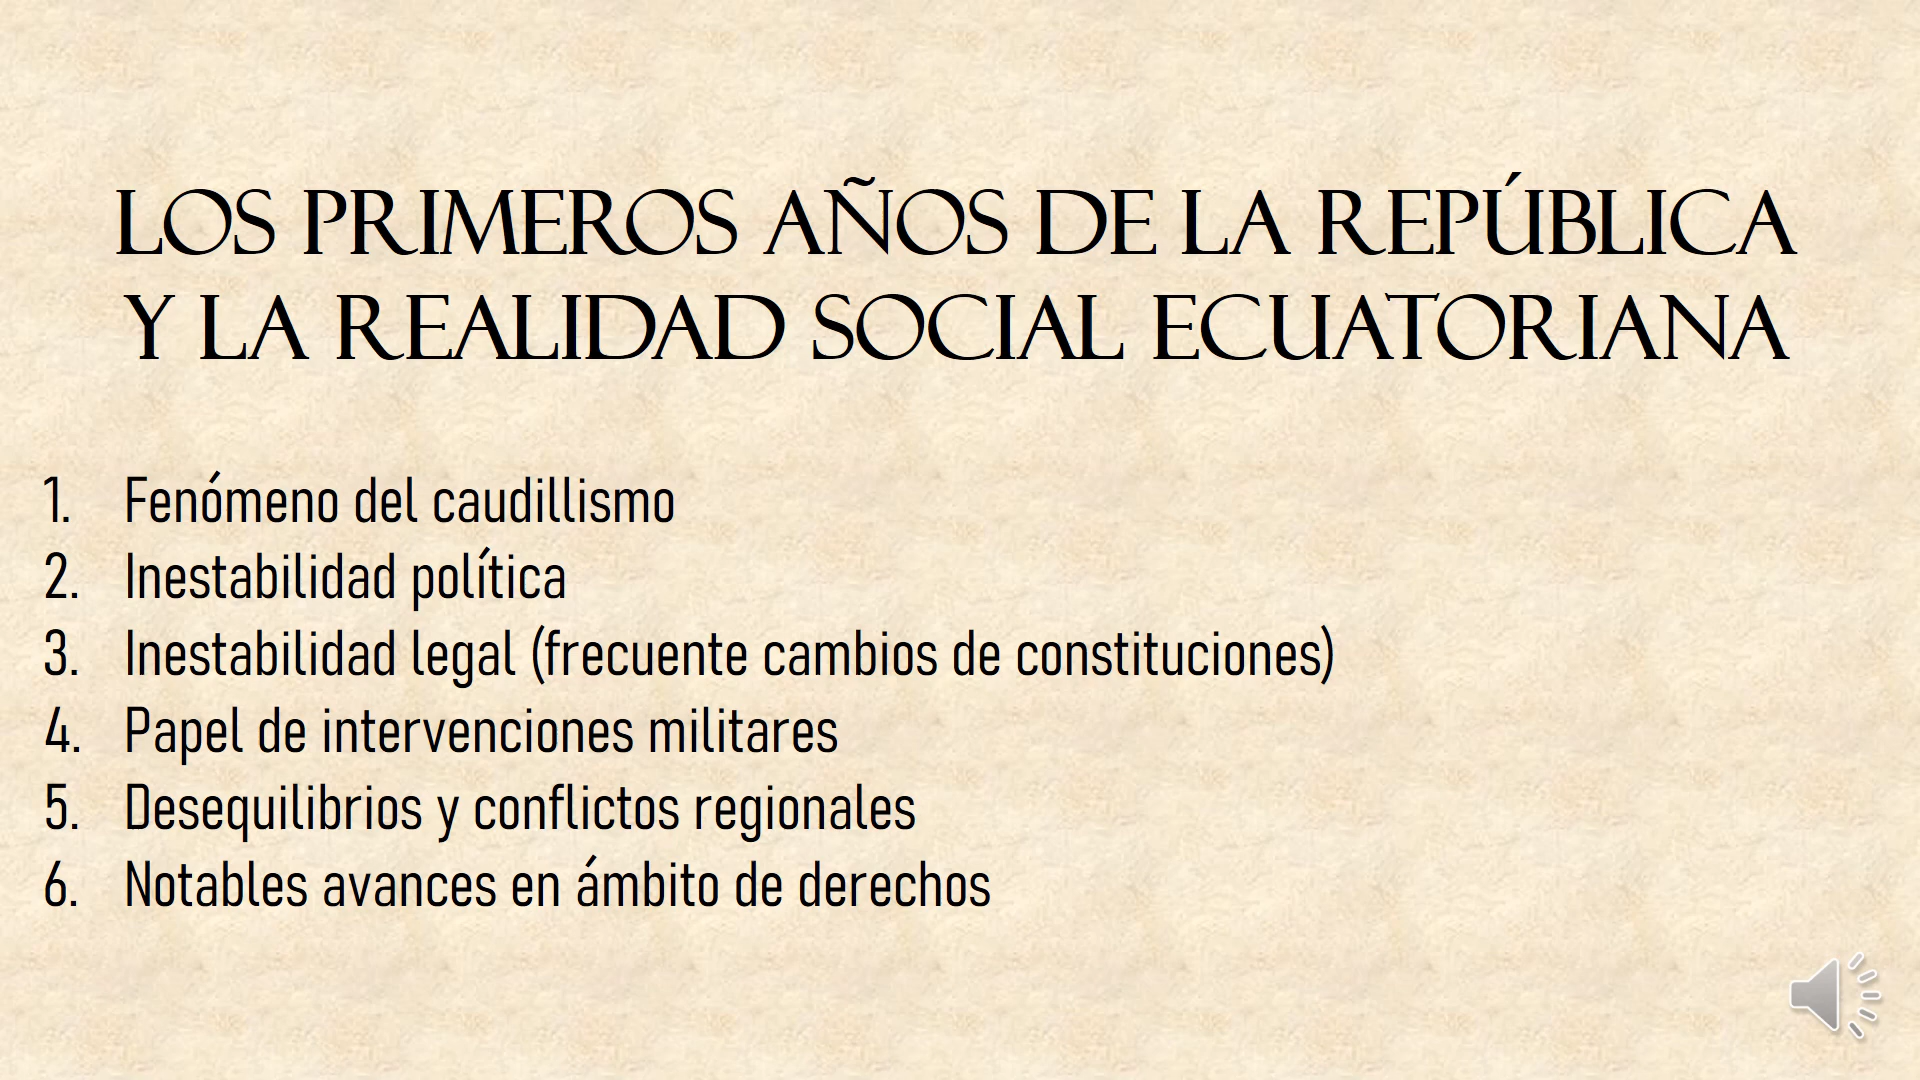 LOS PRIMEROS AÑOS DE LA REPÚBLICA
Y LA REALIDAD SOCIAL ECUATORIANA
1. Fenómeno del caudillismo
2. Inestabilidad política
3. Inestabilidad legal (frecuente cambios de constituciones)
4. Papel de intervenciones militares
5. Desequilibrios y conflictos regionales
6. Notables avances en ámbito de derechos